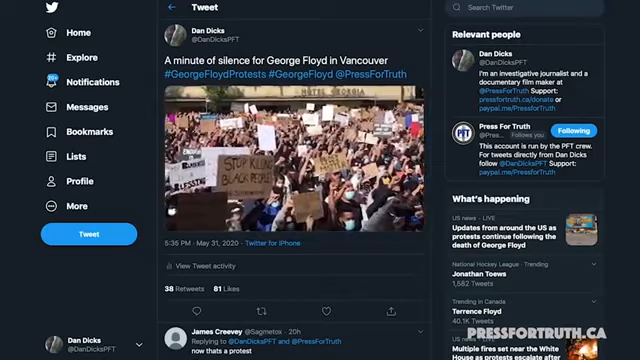 Home
Explore
20+
Notifications
Messages
Bookmarks
Lists
Profile
More
Tweet
Dan Dicks
@DanDicksPFT
Tweet
Dan Dicks
@DanDicksPFT
A minute of silence for George Floyd in Vancouver
#GeorgeFloydProtests #GeorgeFloyd @PressForTruth
HOTEL GEORGIA
STOP KILLING
BLACK PEOPLE
5:36 PM · May 31, 2020 · Twitter for iPhone
View Tweet activity
38 Retweets 81 Likes
James Creevey @Sagmetox · 20h
Replying to @DanDicksPFT and @PressForTruth
now thats a protest
Search Twitter
Relevant people
Dan Dicks
@DanDicksPFT
I'm an investigative journalist and a
documentary film maker at
@PressForTruth Support:
pressfortruth.ca/donate or
paypal.me/PressForTruth
PFT
Press For Truth
@Pres... Follows you
Following
This account is run by the PFT crew.
For tweets directly from Dan Dicks
follow @DanDicksPFT Support:
paypal.me/PressForTruth
What's happening
US news · LIVE
Updates from around the US as
protests continue following the
death of George Floyd
National Hockey League · Trending
Jonathan Toews
1,582 Tweets
Trending in Canada
Terrence Floyd
40.1K Tweets
US news
Multiple fires set near the White
House as protests escalate after
PRESSFORTRUTH.CA